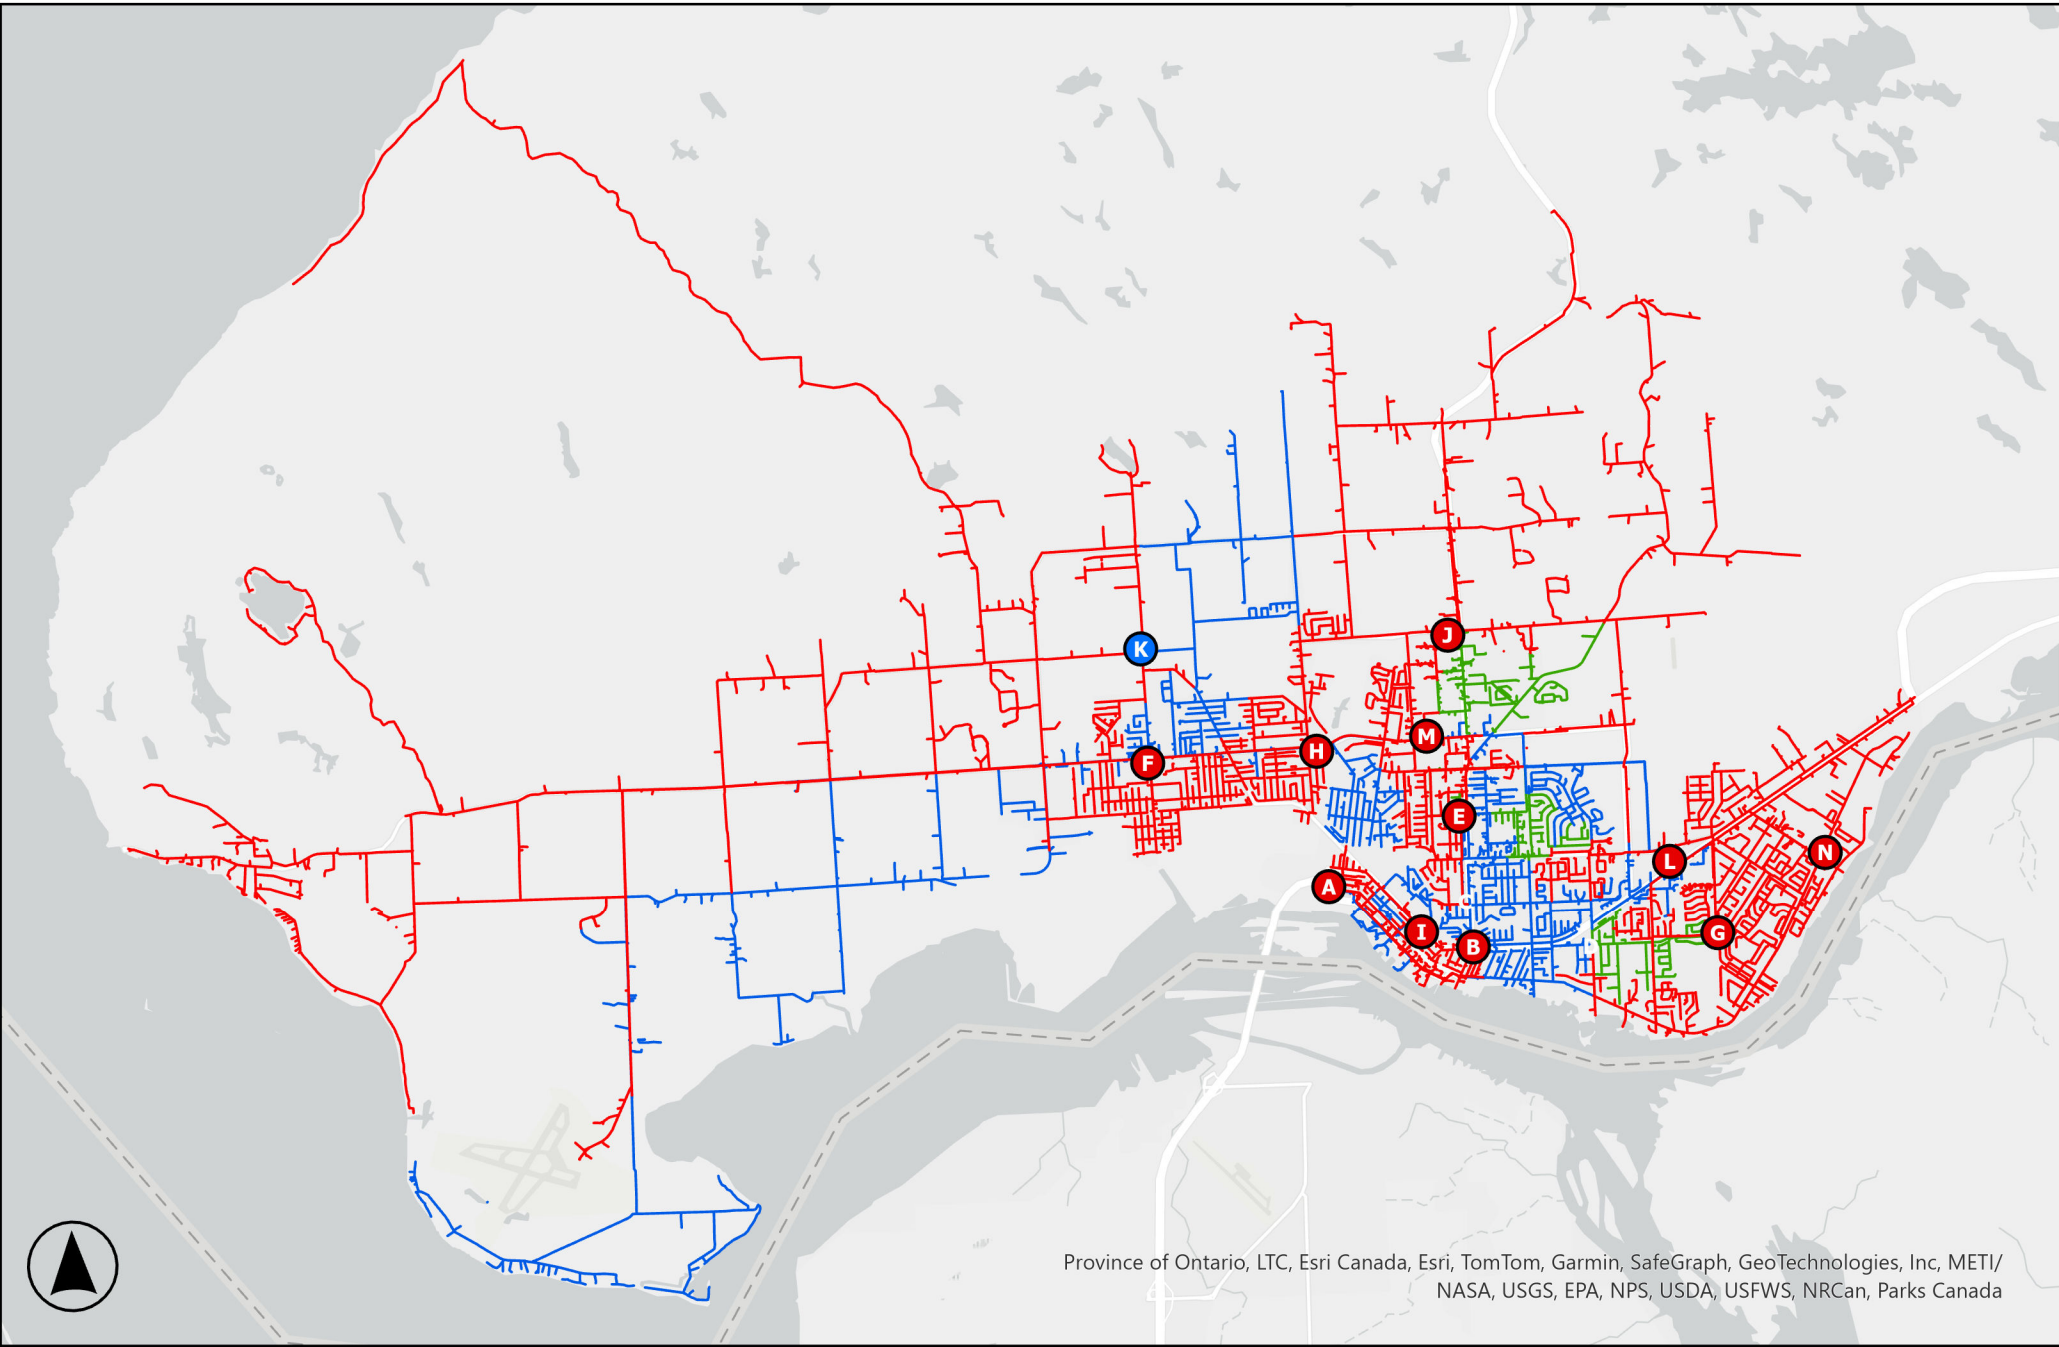 K
J
M
H
F
E
L
N
A
I
B
G
Province of Ontario, LTC, Esri Canada, Esri, TomTom, Garmin, SafeGraph, GeoTechnologies, Inc, METI/
NASA, USGS, EPA, NPS, USDA, USFWS, NRCan, Parks Canada